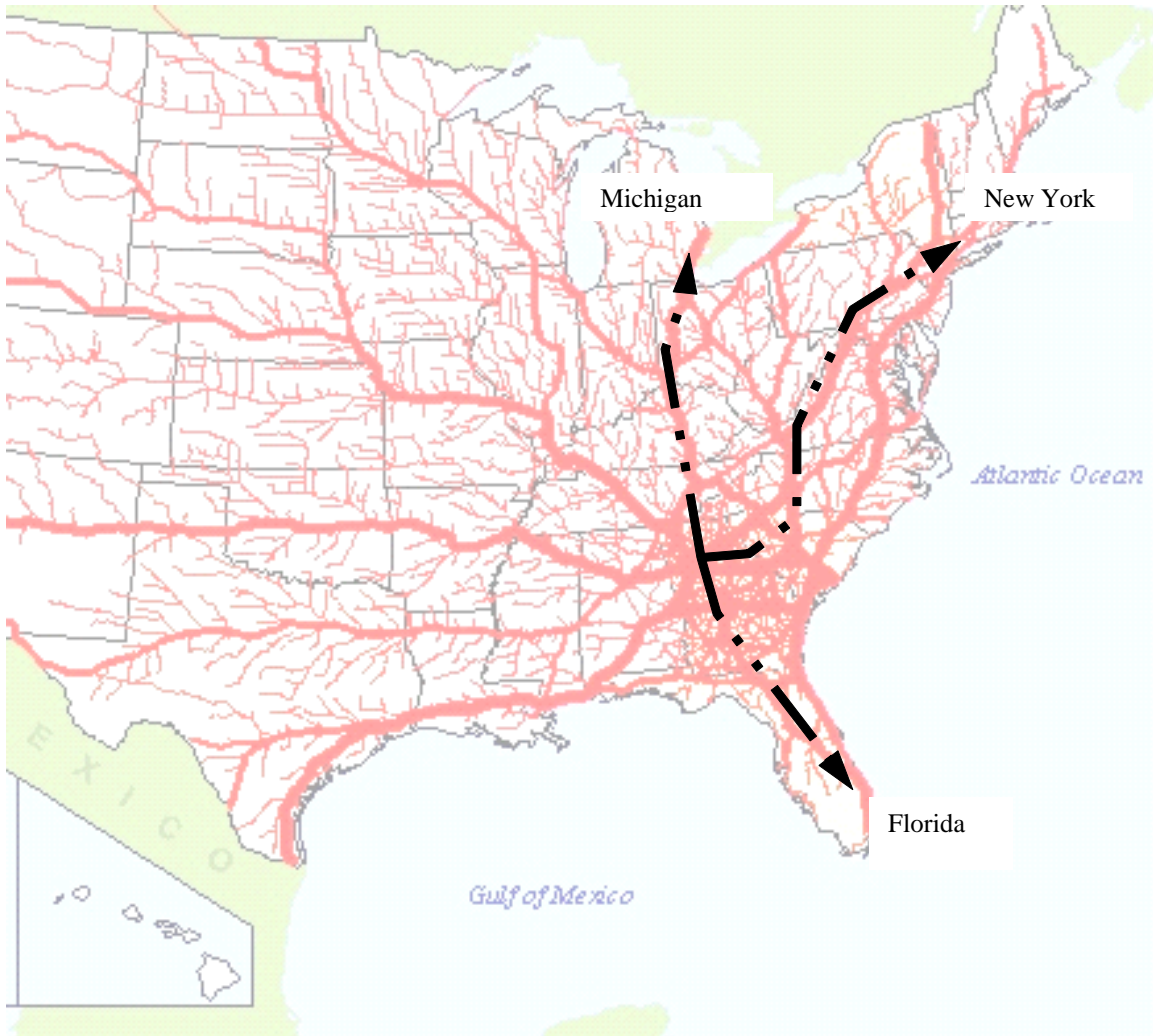 Michigan
New York
Atlantic Ocean
E X I C O
Florida
Gulf of Mexico